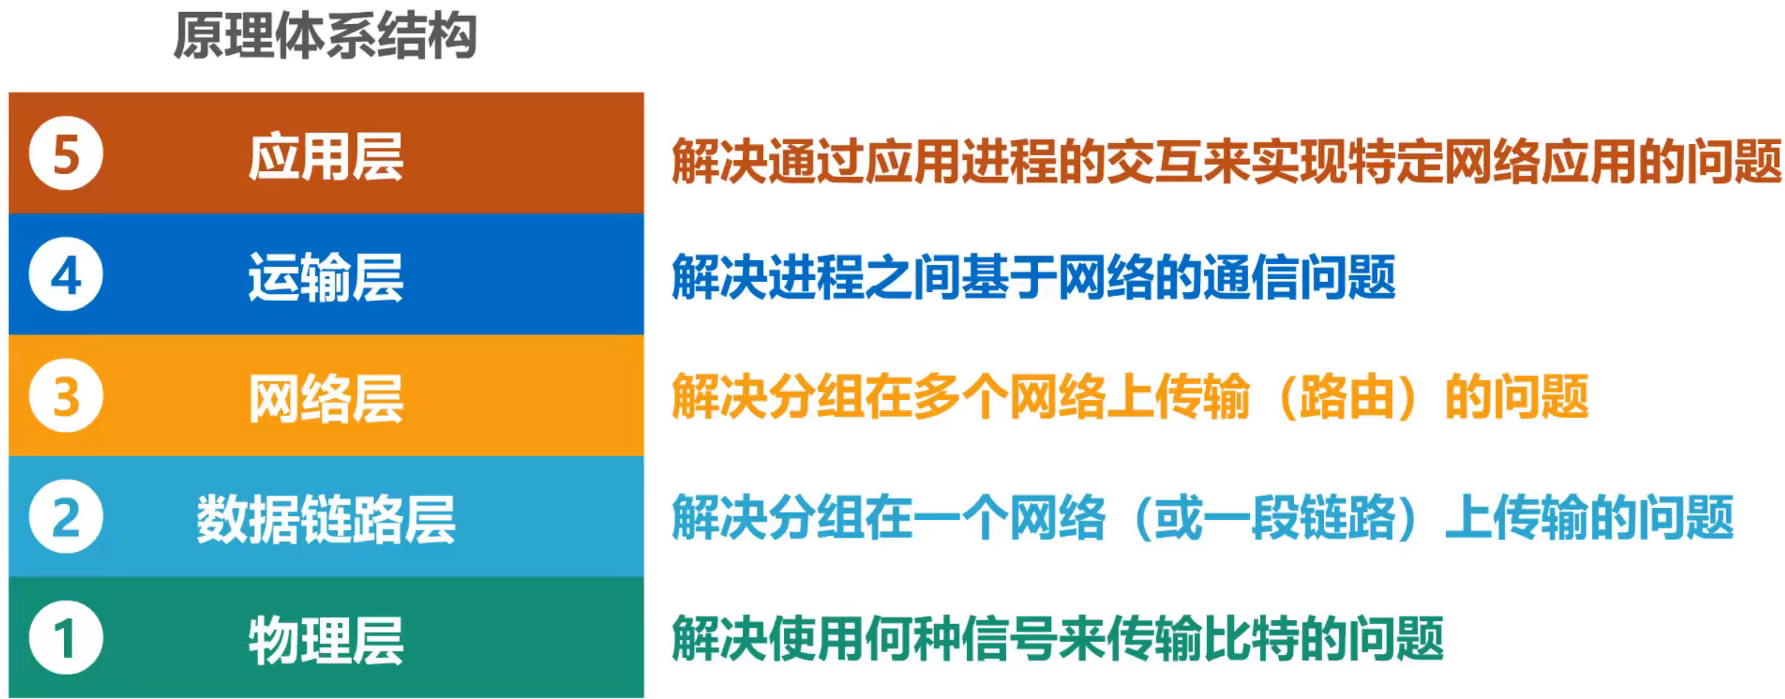 原理体系结构
5 应用层 解决通过应用进程的交互来实现特定网络应用的问题
4 运输层 解决进程之间基于网络的通信问题
3 网络层 解决分组在多个网络上传输（路由）的问题
2 数据链路层 解决分组在一个网络（或一段链路）上传输的问题
1 物理层 解决使用何种信号来传输比特的问题